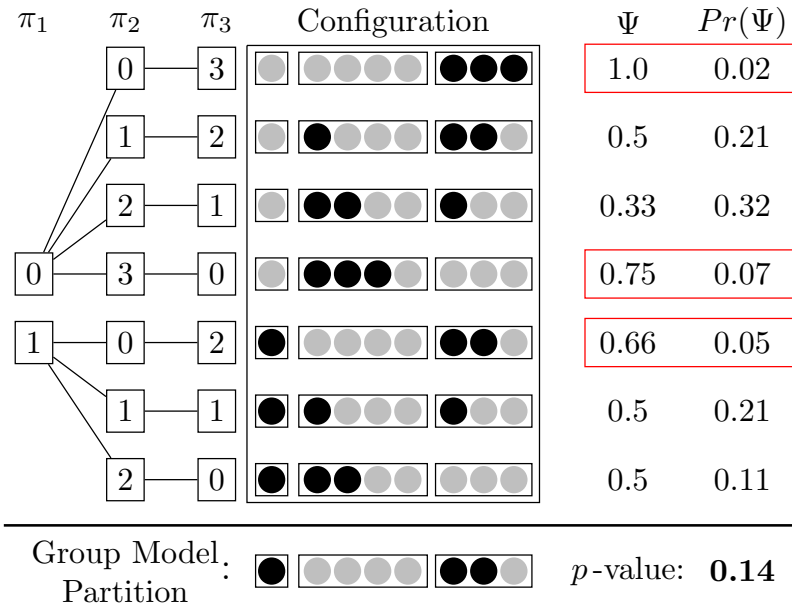 π₁ π₂ π₃ Configuration Ψ Pr(Ψ)
0 3 1.0 0.02
1 2 0.5 0.21
2 1 0.33 0.32
0 3 0 0.75 0.07
1 0 2 0.66 0.05
1 1 0.5 0.21
2 0 0.5 0.11
Group Model
Partition : p-value: 0.14